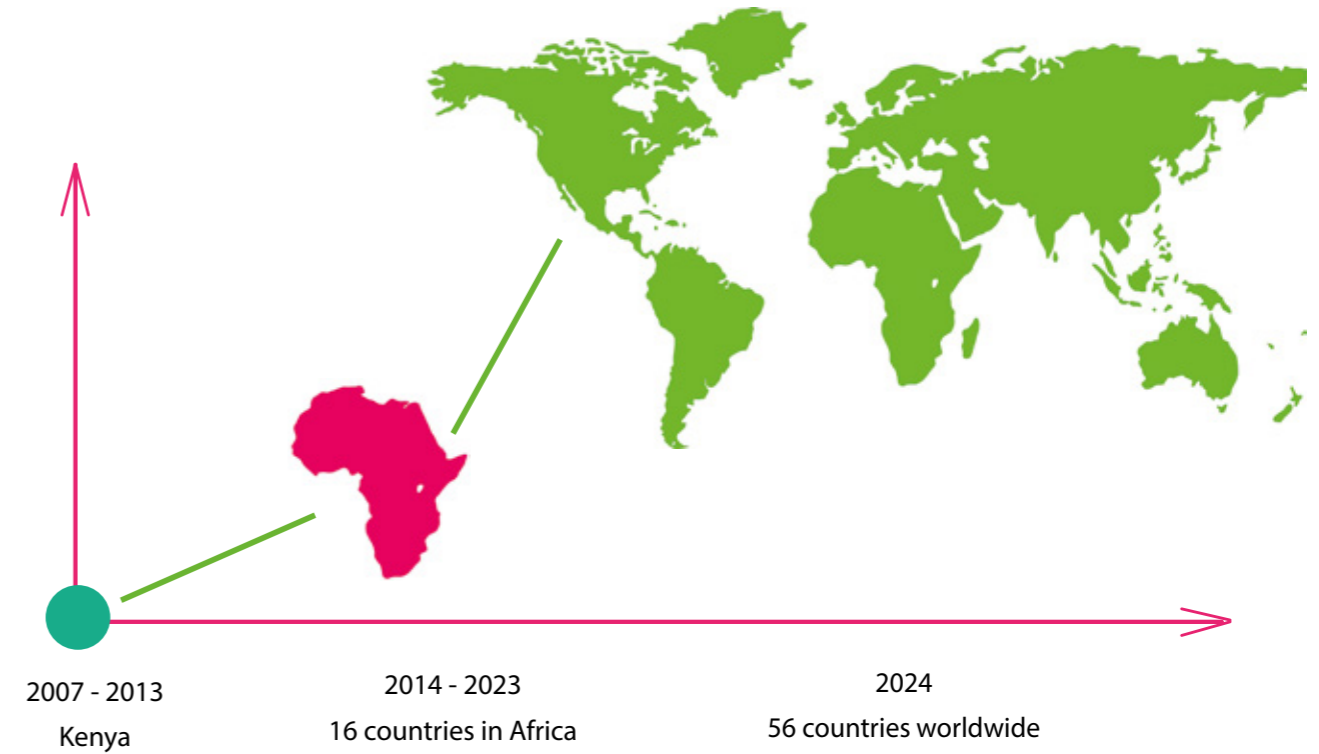 2007 - 2013
Kenya
2014 - 2023
16 countries in Africa
2024
56 countries worldwide